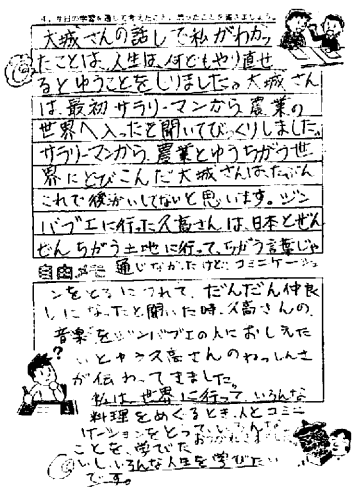 4. 今日の学習を通して考えたこと、思ったことを書きましょう。
大城さんの話しで私がわかっ
たことは、人生は、何どもやり直せ
るとゆうことをしりました。大城さん
は、最初サラリーマンから、農業の
世界へ入ったと聞いてびっくりしました。
サラリーマンから、農業とゆうちがう世
界にとびこんだ大城さんは、たぶん
これで後かいしてないと思います。ジン
バブエに行った久高さんは、日本とぜん
ぜんちがう土地に行って、ちがう言葉じゃ
自由メモ 通じなかったけど、コミニケーショ
ンをとるにつれて、だんだん仲良
しになったと聞いた時、久高さんの、
音楽をジンバブエの人におしえた
いとゆう久高さんのねっしんさ
が伝わってきました。
私は、世界に行って、いろんな
料理をめぐるとき、人とコミニ
ケーションをとって、いろんな
ことを、学びた
いし、いろんな人生を学びたい
です。